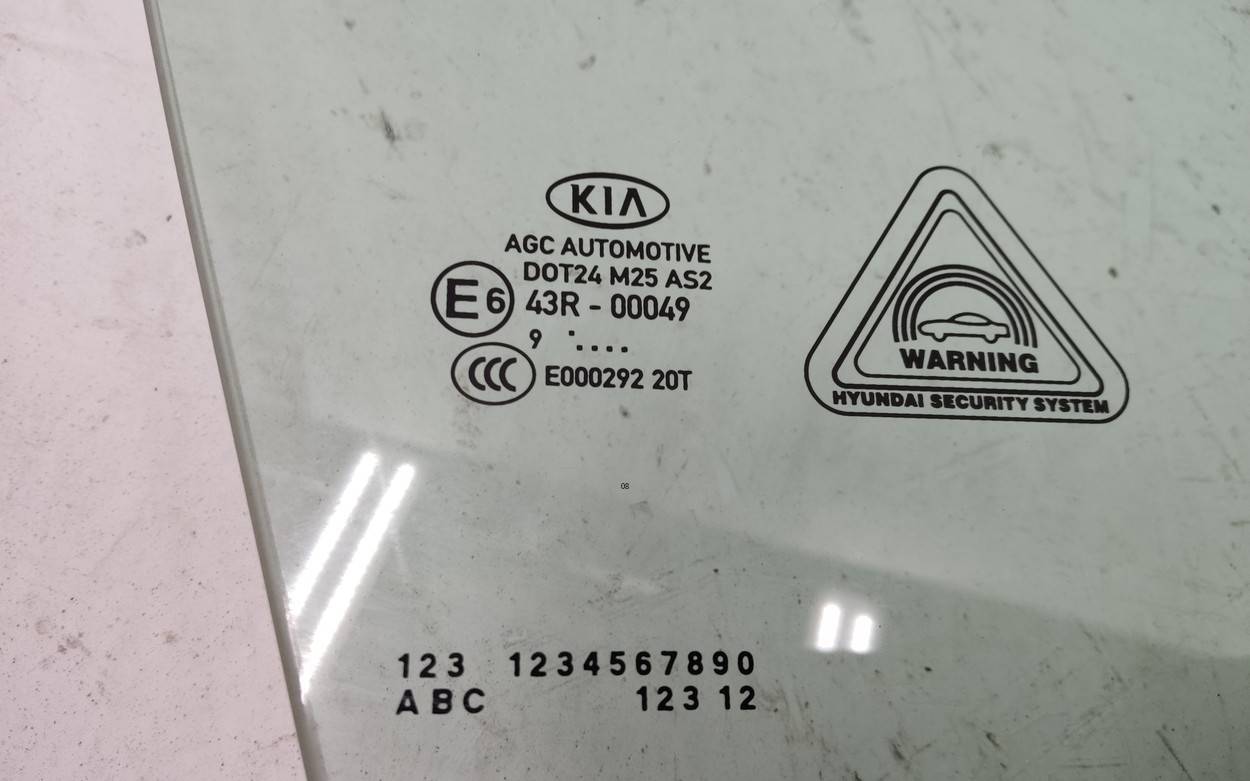 KIA
AGC AUTOMOTIVE
DOT24 M25 AS2
E6 43R - 00049
9 . . . . .
CCC E000292 20T
WARNING
HYUNDAI SECURITY SYSTEM
08
123 1234567890
ABC 123 12